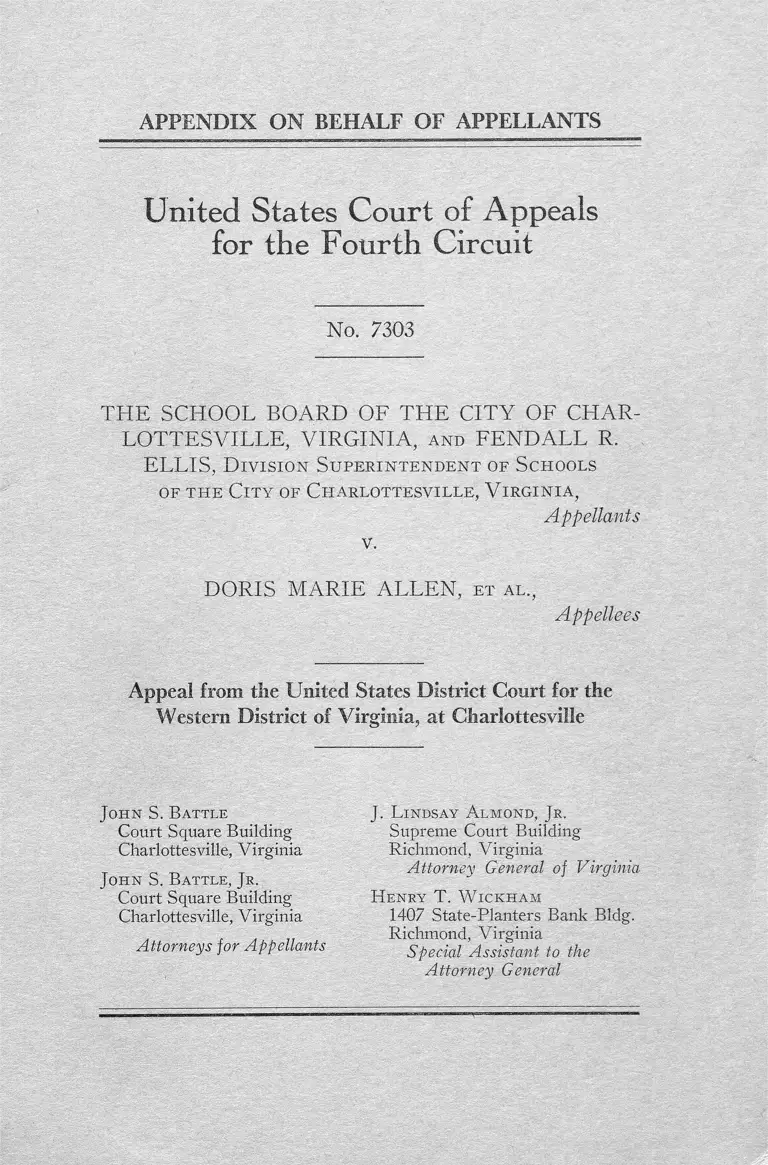 APPENDIX ON BEHALF OF APPELLANTS
United States Court of Appeals
for the Fourth Circuit
No. 7303
THE SCHOOL BOARD OF THE CITY OF CHAR-
LOTTESVILLE, VIRGINIA, AND FENDALL R.
ELLIS, DIVISION SUPERINTENDENT OF SCHOOLS
OF THE CITY OF CHARLOTTESVILLE, VIRGINIA,
Appellants
v.
DORIS MARIE ALLEN, ET AL.,
Appellees
Appeal from the United States District Court for the
Western District of Virginia, at Charlottesville
JOHN S. BATTLE
Court Square Building
Charlottesville, Virginia
JOHN S. BATTLE, JR.
Court Square Building
Charlottesville, Virginia
Attorneys for Appellants
J. LINDSAY ALMOND, JR.
Supreme Court Building
Richmond, Virginia
Attorney General of Virginia
HENRY T. WICKHAM
1407 State-Planters Bank Bldg.
Richmond, Virginia
Special Assistant to the
Attorney General